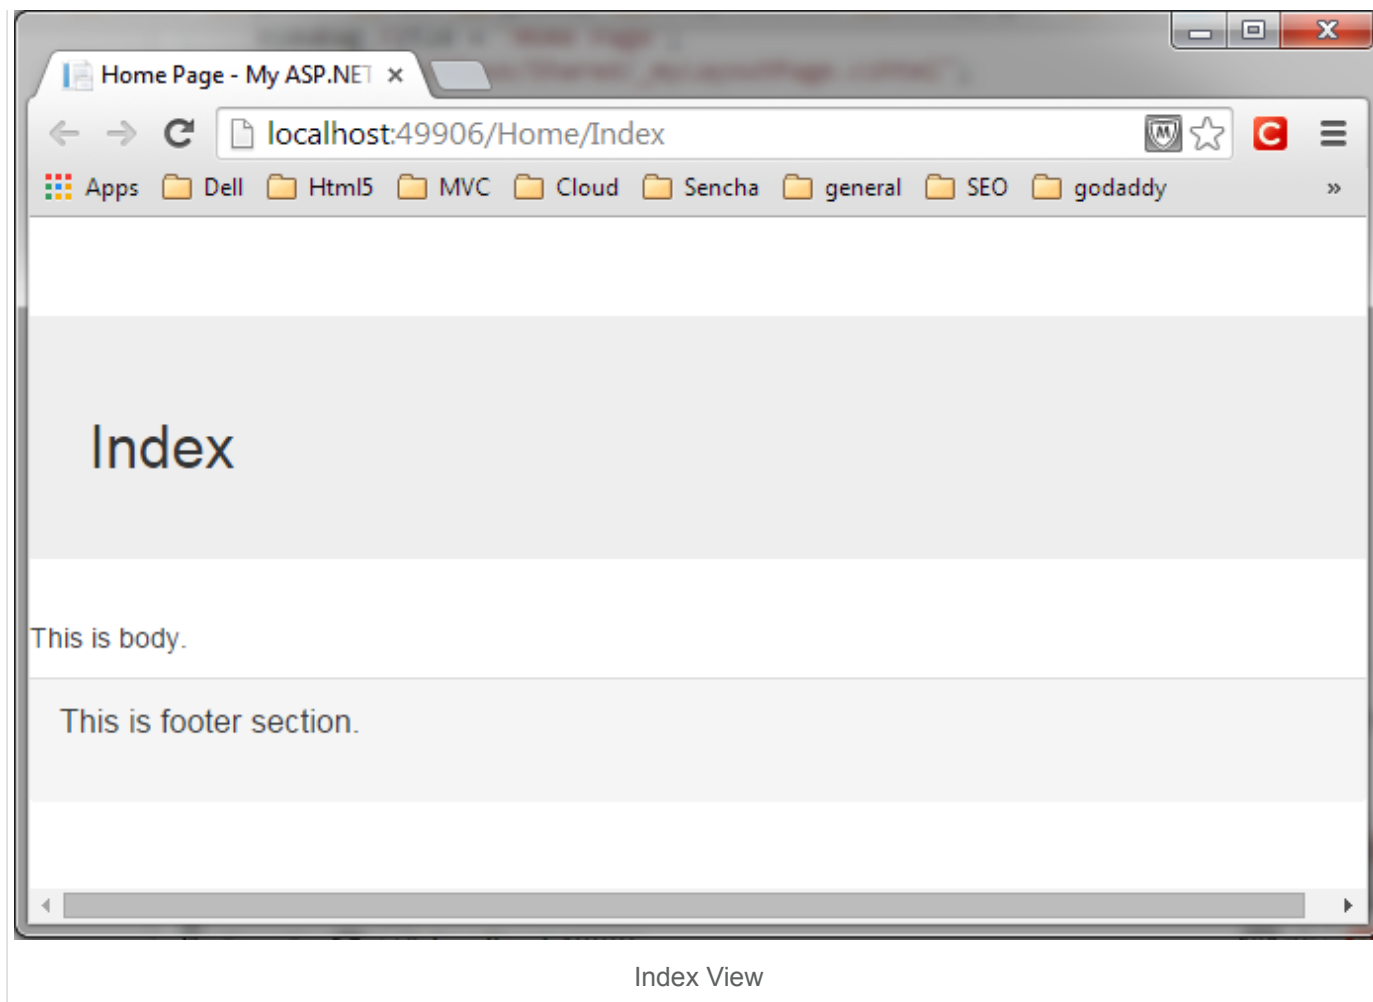 Home Page - My ASP.NET
localhost:49906/Home/Index
Apps Dell Html5 MVC Cloud Sencha general SEO godaddy »
Index
This is body.
This is footer section.
Index View